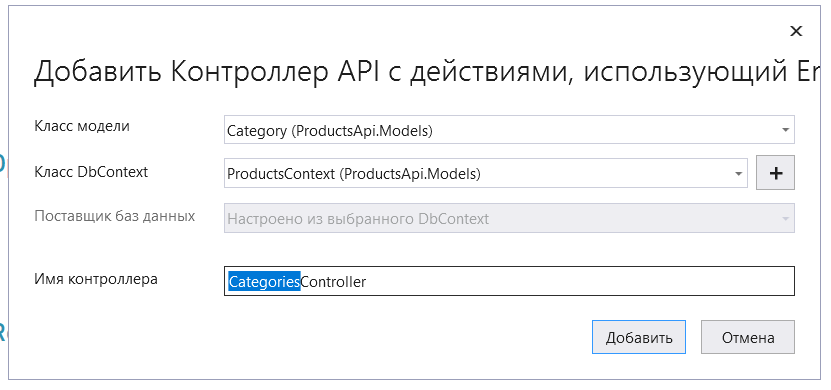 Добавить Контроллер API с действиями, использующий
Класс модели
Category (ProductsApi.Models)
Класс DbContext
ProductsContext (ProductsApi.Models)
Поставщик баз данных
Настроено из выбранного DbContext
Имя контроллера
CategoriesController
Добавить
Отмена